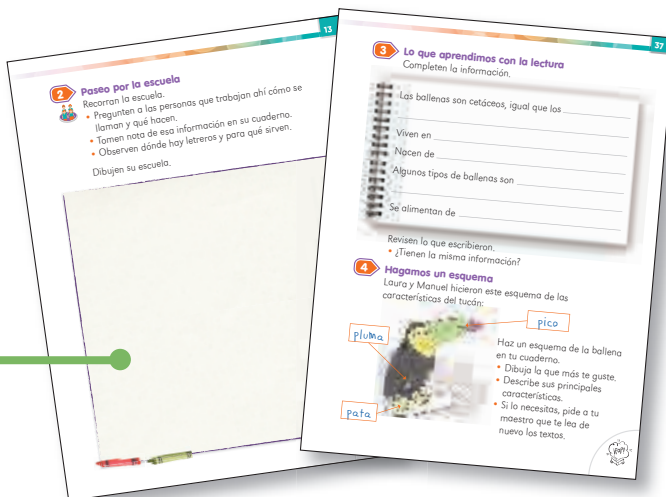 13
2 Paseo por la escuela
Recorran la escuela.
• Pregunten a las personas que trabajan ahí cómo se
llaman y qué hacen.
• Tomen nota de esa información en su cuaderno.
• Observen dónde hay letreros y para qué sirven.
Dibujen su escuela.
37
3 Lo que aprendimos con la lectura
Completen la información.
Las ballenas son cetáceos, igual que los
Viven en
Nacen de
Algunos tipos de ballenas son
Se alimentan de
Revisen lo que escribieron.
• ¿Tienen la misma información?
4 Hagamos un esquema
Laura y Manuel hicieron este esquema de las
características del tucán:
pico
pluma
pata
Haz un esquema de la ballena
en tu cuaderno.
• Dibuja la que más te guste.
• Describe sus principales
características.
• Si lo necesitas, pide a tu
maestro que te lea de
nuevo los textos.